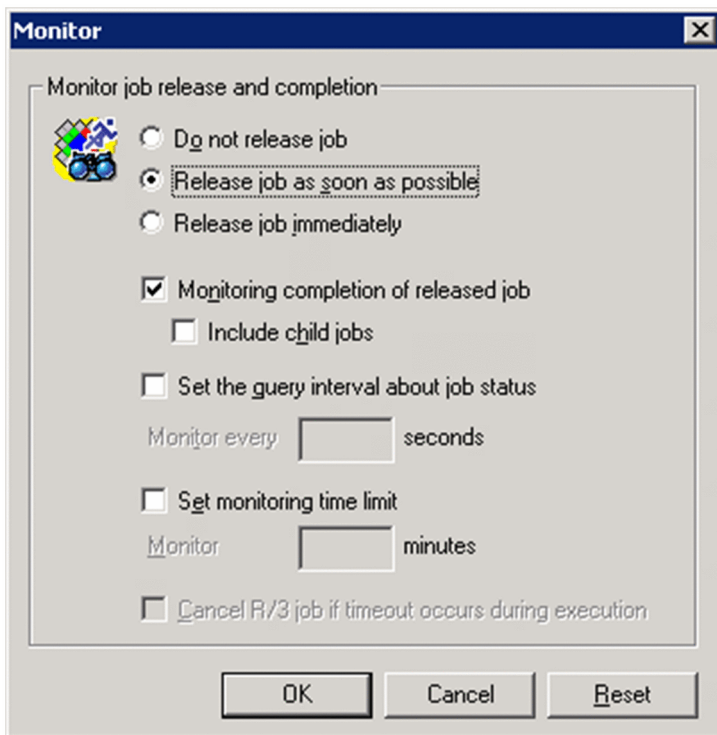 Monitor
Monitor job release and completion
Do not release job
Release job as soon as possible
Release job immediately
Monitoring completion of released job
Include child jobs
Set the query interval about job status
Monitor every seconds
Set monitoring time limit
Monitor minutes
Cancel R/3 job if timeout occurs during execution
OK Cancel Reset